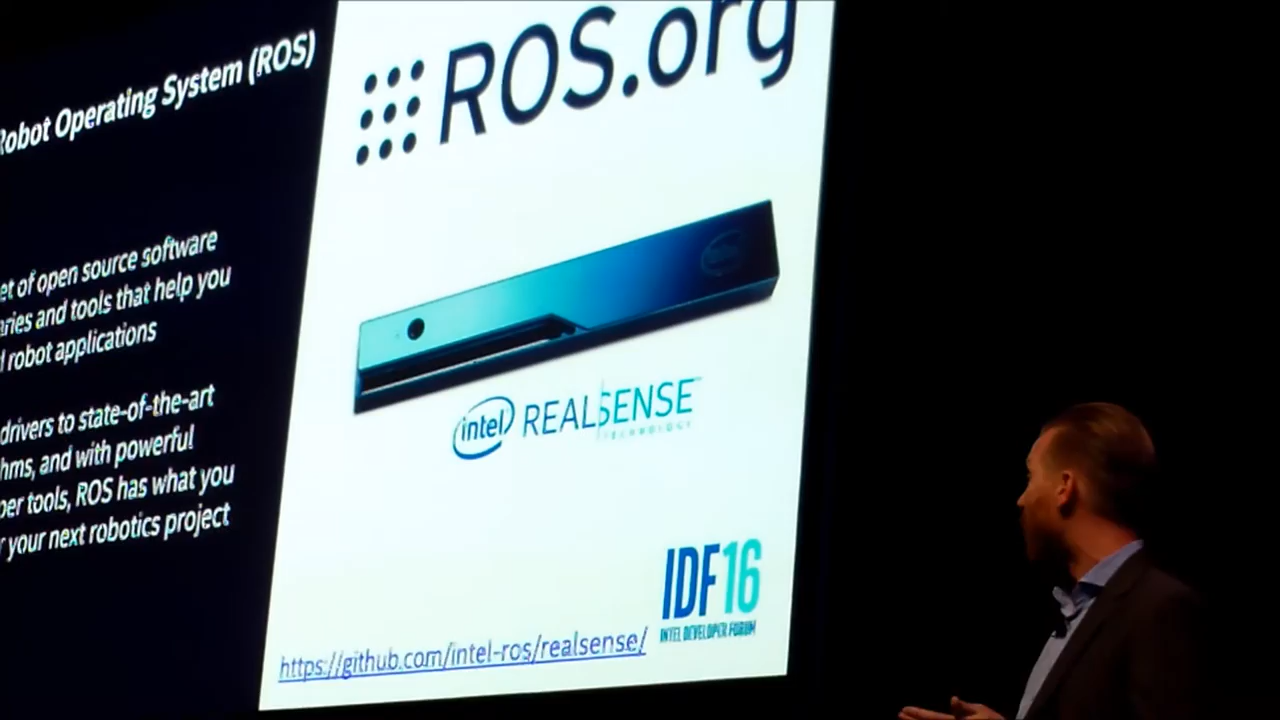 Robot Operating System (ROS)
et of open source software
aries and tools that help you
d robot applications
drivers to state-of-the-art
hms, and with powerful
per tools, ROS has what you
r your next robotics project
ROS.org
intel
intel REALSENSE™
TECHNOLOGY
IDF16
INTEL DEVELOPER FORUM
https://github.com/intel-ros/realsense/